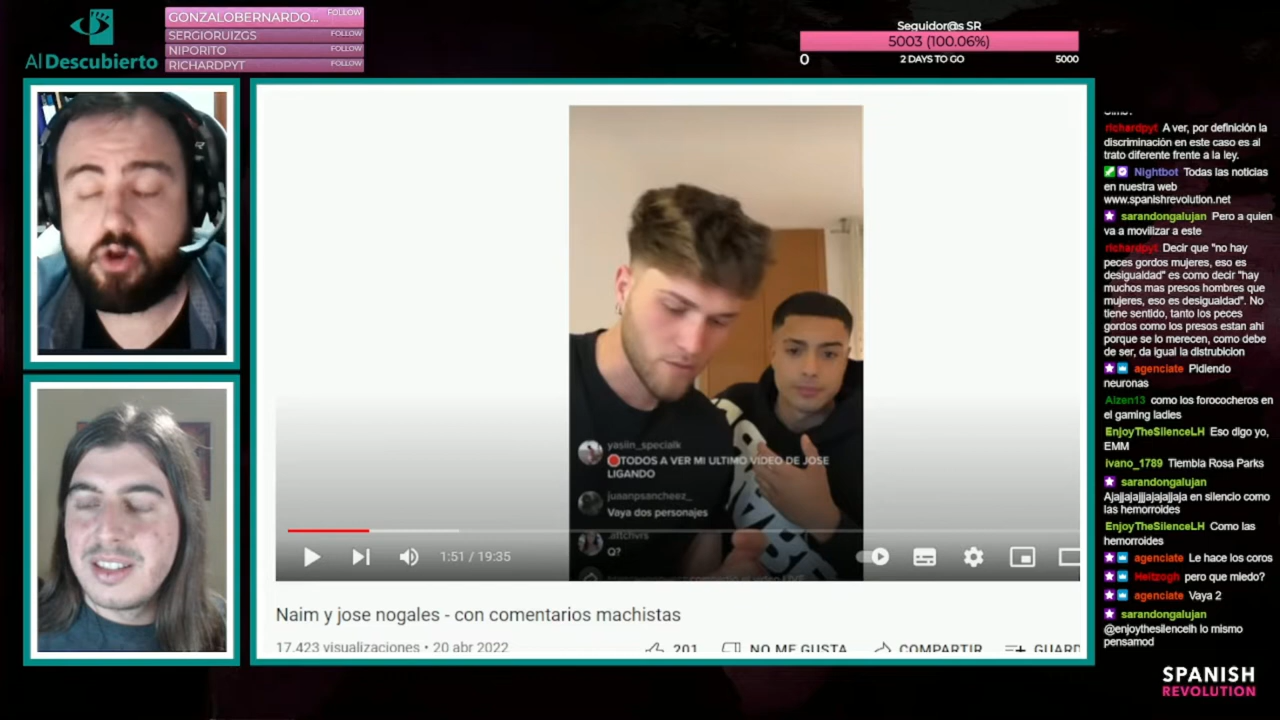 GONZALOBERNARDO... FOLLOW
SERGIORUIZGS FOLLOW
NIPORITO FOLLOW
RICHARDPYT FOLLOW
Al Descubierto
Seguidor@s SR
5003 (100.06%)
0 2 DAYS TO GO 5000
richardpyt A ver, por definición la
discriminación en este caso es al
trato diferente frente a la ley.
Nightbot Todas las noticias
en nuestra web
www.spanishrevolution.net
sarandongalujan Pero a quien
va a movilizar a este
richardpyt Decir que "no hay
peces gordos mujeres, eso es
desigualdad" es como decir "hay
muchos mas presos hombres que
mujeres, eso es desigualdad". No
tiene sentido, tanto los peces
gordos como los presos estan ahi
porque se lo merecen, como debe
de ser, da igual la distrubicion
agenciate Pidiendo
neuronas
Aizen13 como los forococheros en
el gaming ladies
EnjoyTheSilenceLH Eso digo yo,
EMM
ivano_1789 Tiembla Rosa Parks
sarandongalujan
Ajajjajajjjajajajjaja en silencio como
las hemorroides
EnjoyTheSilenceLH Como las
hemorroides
agenciate Le hace los coros
Heitzogh pero que miedo?
agenciate Vaya 2
sarandongalujan
@enjoythesilencelh lo mismo
pensamod
yasiin_specialk
TODOS A VER MI ULTIMO VIDEO DE JOSE
LIGANDO
juaanpsancheez_
Vaya dos personajes
Q?
1:51 / 19:35
Naim y jose nogales - con comentarios machistas
17.423 visualizaciones • 20 abr 2022 201 NO ME GUSTA COMPARTIR GUARD
SPANISH
REVOLUTION